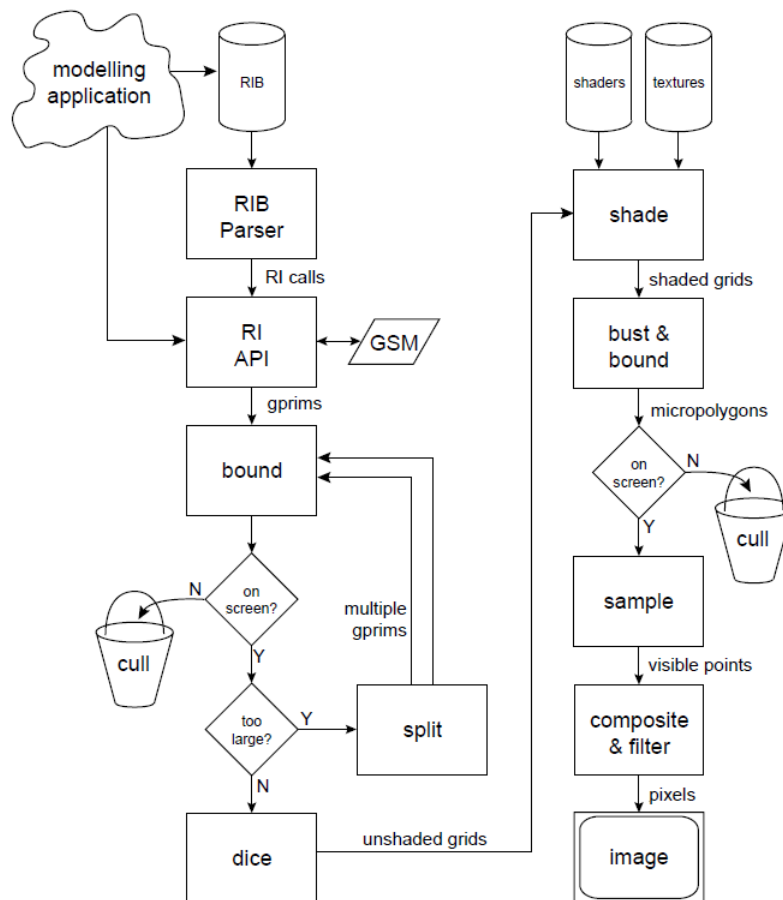 modelling
application
RIB
RIB
Parser
RI calls
RI
API
GSM
gprims
bound
on
screen?
N
cull
Y
too
large?
Y
split
multiple
gprims
N
dice
unshaded grids
shaders
textures
shade
shaded grids
bust &
bound
micropolygons
on
screen?
N
cull
Y
sample
visible points
composite
& filter
pixels
image